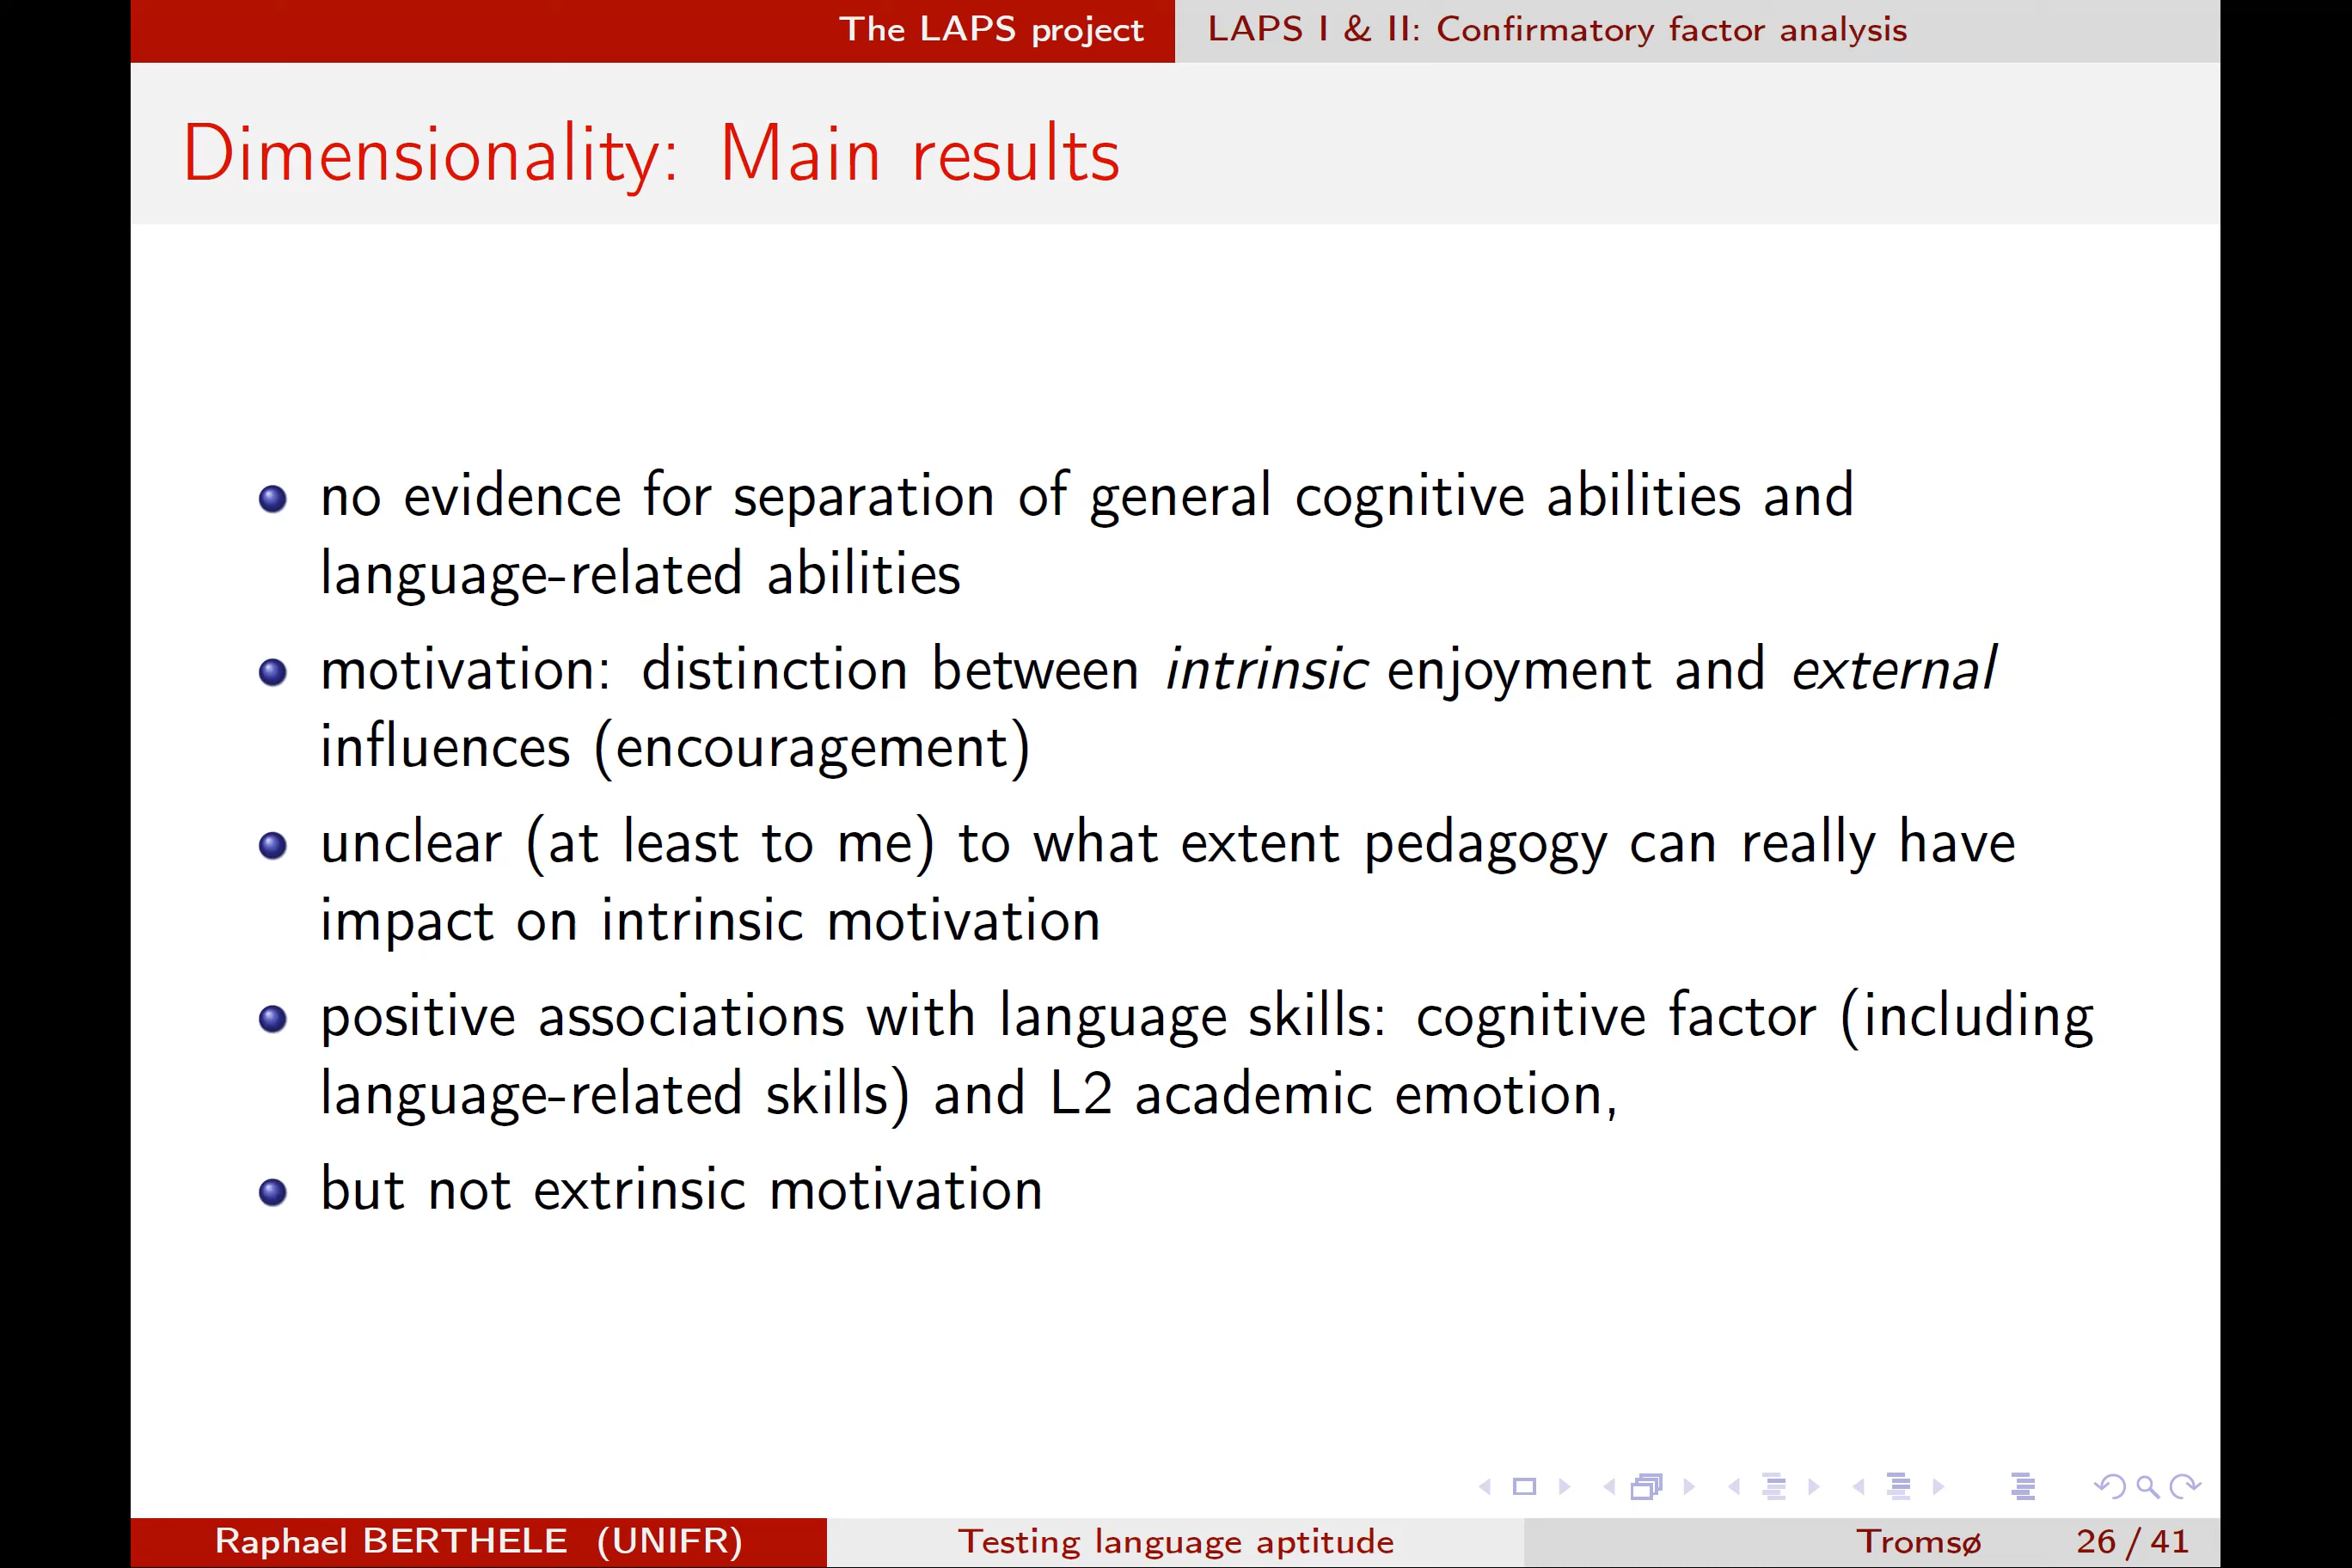 The LAPS project
LAPS I & II: Confirmatory factor analysis
Dimensionality: Main results
no evidence for separation of general cognitive abilities and
language-related abilities
motivation: distinction between intrinsic enjoyment and external
influences (encouragement)
unclear (at least to me) to what extent pedagogy can really have
impact on intrinsic motivation
positive associations with language skills: cognitive factor (including
language-related skills) and L2 academic emotion,
but not extrinsic motivation
Raphael BERTHELE (UNIFR)
Testing language aptitude
Tromsø 26 / 41